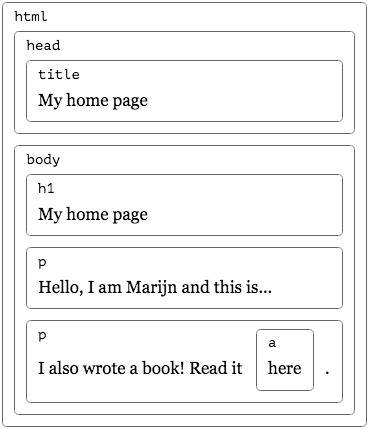 html
head
title
My home page
body
h1
My home page
p
Hello, I am Marijn and this is...
p
I also wrote a book! Read it
a
here
.